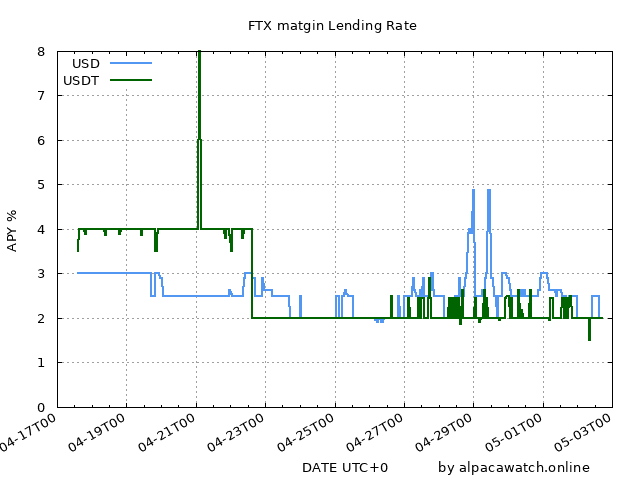 FTX matgin Lending Rate
USD
USDT
8
7
6
5
4
3
2
1
0
APY %
04-17T00
04-19T00
04-21T00
04-23T00
04-25T00
04-27T00
04-29T00
05-01T00
05-03T00
DATE UTC+0
by alpacawatch.online